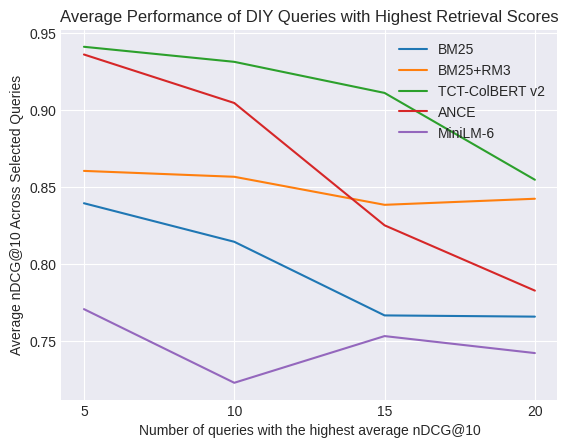 Average Performance of DIY Queries with Highest Retrieval Scores
Average nDCG@10 Across Selected Queries
0.95
0.90
0.85
0.80
0.75
BM25
BM25+RM3
TCT-ColBERT v2
ANCE
MiniLM-6
5
10
15
20
Number of queries with the highest average nDCG@10